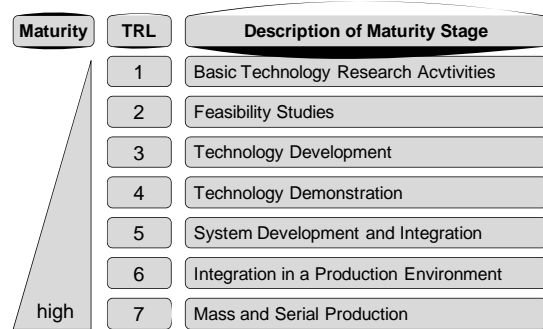 Maturity TRL Description of Maturity Stage
1 Basic Technology Research Acvtivities
2 Feasibility Studies
3 Technology Development
4 Technology Demonstration
5 System Development and Integration
6 Integration in a Production Environment
high 7 Mass and Serial Production